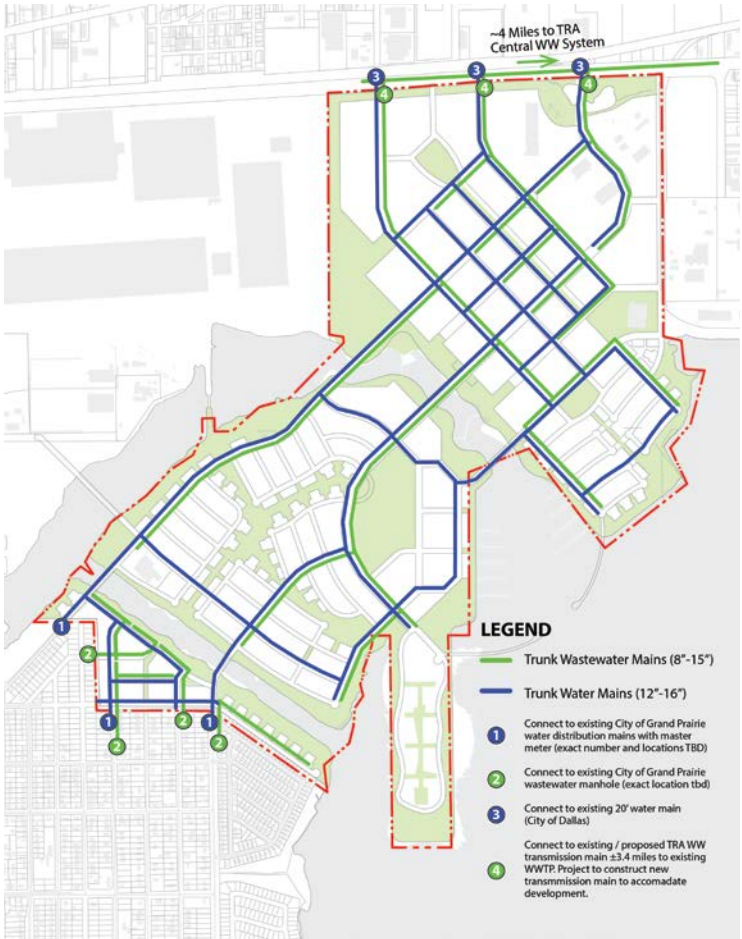 ~4 Miles to TRA
Central WW System
3
3
3
4
4
4
1
2
1
2
2
1
2
LEGEND
Trunk Wastewater Mains (8"-15")
Trunk Water Mains (12"-16")
1
Connect to existing City of Grand Prairie
water distribution mains with master
meter (exact number and locations TBD)
2
Connect to existing City of Grand Prairie
wastewater manhole (exact location tbd)
3
Connect to existing 20' water main
(City of Dallas)
4
Connect to existing / proposed TRA WW
transmission main ±3.4 miles to existing
WWTP. Project to construct new
transmmission main to accomadate
development.